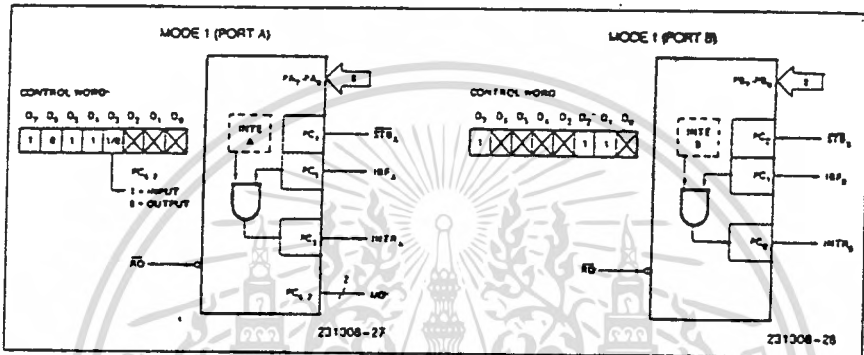 MODE 1 (PORT A)
PA7-PA0
8
CONTROL WORD
D7 D6 D5 D4 D3 D2 D1 D0
1 0 1 1 1/0
PC6,7
1 = INPUT
0 = OUTPUT
INTE
A
PC4
STBA
PC5
IBFA
PC3
INTRA
RD
PC6,7
2
I/O
231308-27
MODE 1 (PORT B)
PB7-PB0
8
CONTROL WORD
D7 D6 D5 D4 D3 D2 D1 D0
1 1 1
INTE
B
PC2
STBB
PC1
IBFB
PC0
INTRB
RD
231308-28